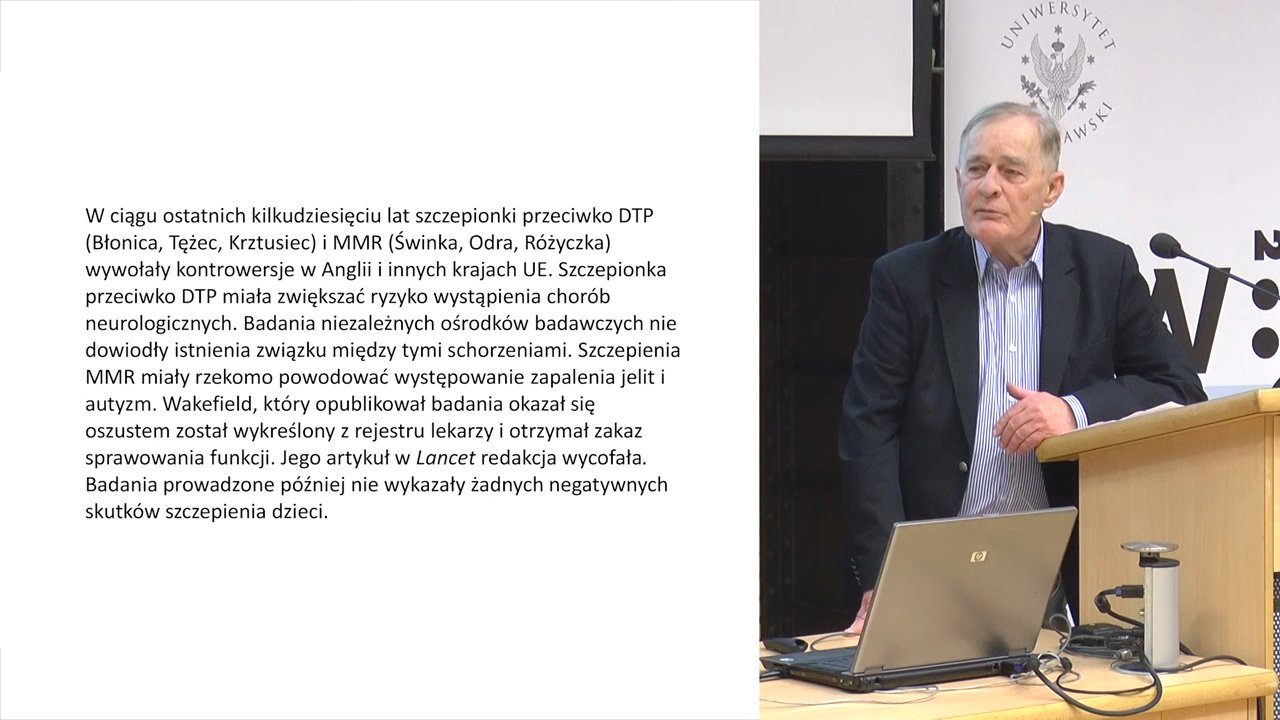 W ciągu ostatnich kilkudziesięciu lat szczepionki przeciwko DTP
(Błonica, Tężec, Krztusiec) i MMR (Świnka, Odra, Różyczka)
wywołały kontrowersje w Anglii i innych krajach UE. Szczepionka
przeciwko DTP miała zwiększać ryzyko wystąpienia chorób
neurologicznych. Badania niezależnych ośrodków badawczych nie
dowiodły istnienia związku między tymi schorzeniami. Szczepienia
MMR miały rzekomo powodować występowanie zapalenia jelit i
autyzm. Wakefield, który opublikował badania okazał się
oszustem został wykreślony z rejestru lekarzy i otrzymał zakaz
sprawowania funkcji. Jego artykuł w Lancet redakcja wycofała.
Badania prowadzone później nie wykazały żadnych negatywnych
skutków szczepienia dzieci.
UNIWERSYTET
AWSKI
W
2
hp